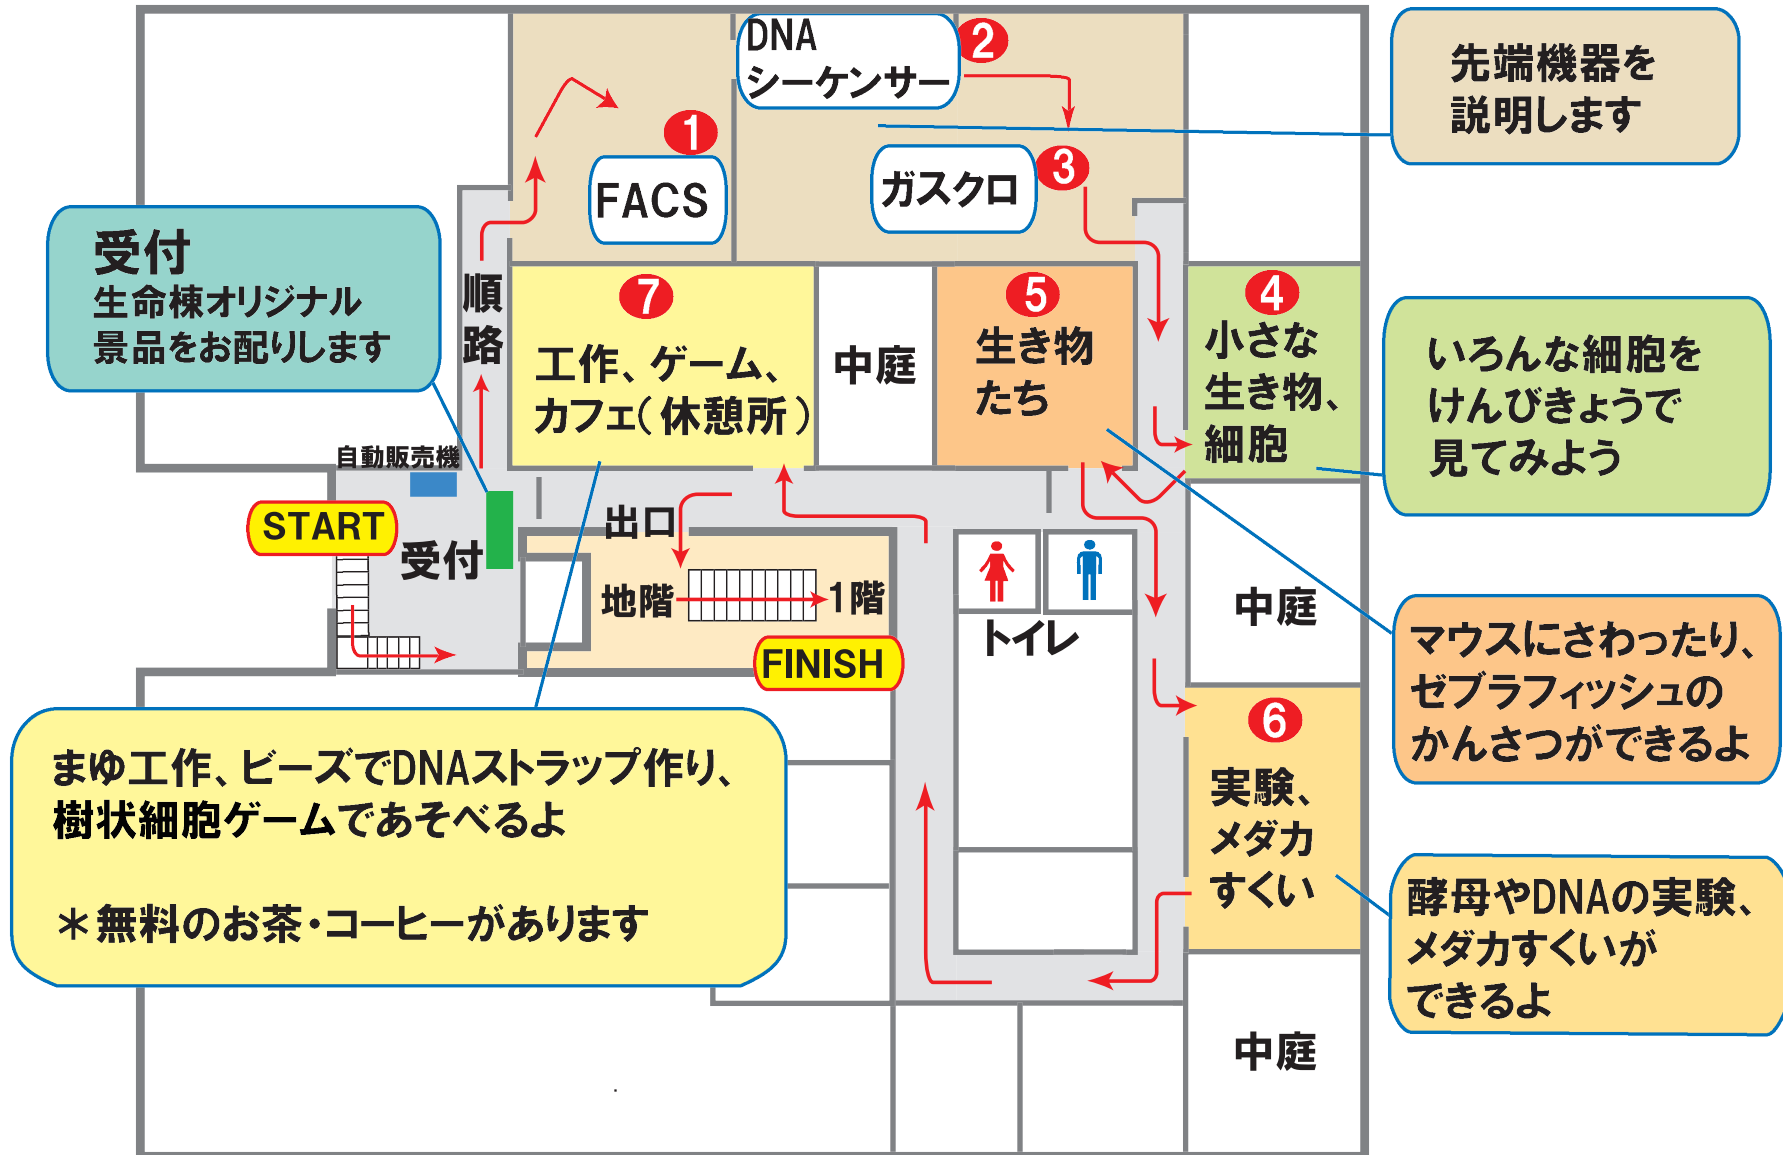 DNA
シーケンサー
2
先端機器を
説明します
1
FACS
ガスクロ
3
受付
生命棟オリジナル
景品をお配りします
順
路
7
工作、ゲーム、
カフェ(休憩所)
中庭
5
生き物
たち
4
小さな
生き物、
細胞
いろんな細胞を
けんびきょうで
見てみよう
自動販売機
START
受付
出口
地階
1階
FINISH
トイレ
中庭
マウスにさわったり、
ゼブラフィッシュの
かんさつができるよ
6
実験、
メダカ
すくい
まゆ工作、ビーズでDNAストラップ作り、
樹状細胞ゲームであそべるよ
＊無料のお茶・コーヒーがあります
酵母やDNAの実験、
メダカすくいが
できるよ
中庭